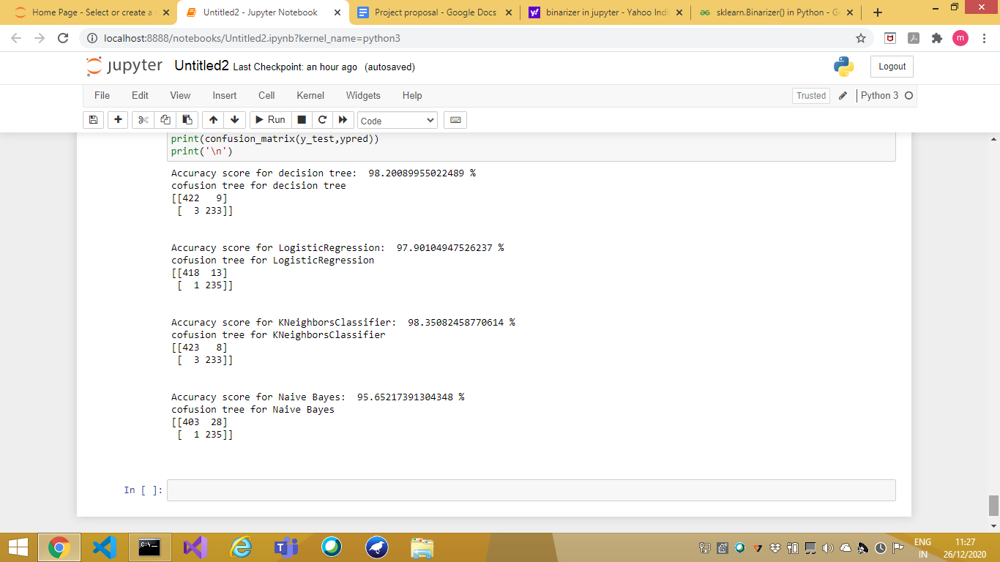 Home Page - Select or create a
Untitled2 - Jupyter Notebook
Project proposal - Google Docs
binarizer in jupyter - Yahoo Indi
sklearn.Binarizer() in Python - G
localhost:8888/notebooks/Untitled2.ipynb?kernel_name=python3
m
jupyter Untitled2 Last Checkpoint: an hour ago (autosaved)
Logout
File Edit View Insert Cell Kernel Widgets Help
Trusted
Python 3
Run
Code
print(confusion_matrix(y_test,ypred))
print('\n')
Accuracy score for decision tree:  98.20089955022489 %
cofusion tree for decision tree
[[422   9]
 [  3 233]]
Accuracy score for LogisticRegression:  97.90104947526237 %
cofusion tree for LogisticRegression
[[418  13]
 [  1 235]]
Accuracy score for KNeighborsClassifier:  98.35082458770614 %
cofusion tree for KNeighborsClassifier
[[423   8]
 [  3 233]]
Accuracy score for Naive Bayes:  95.65217391304348 %
cofusion tree for Naive Bayes
[[403  28]
 [  1 235]]
In [ ]:
ENG
IN
11:27
26/12/2020